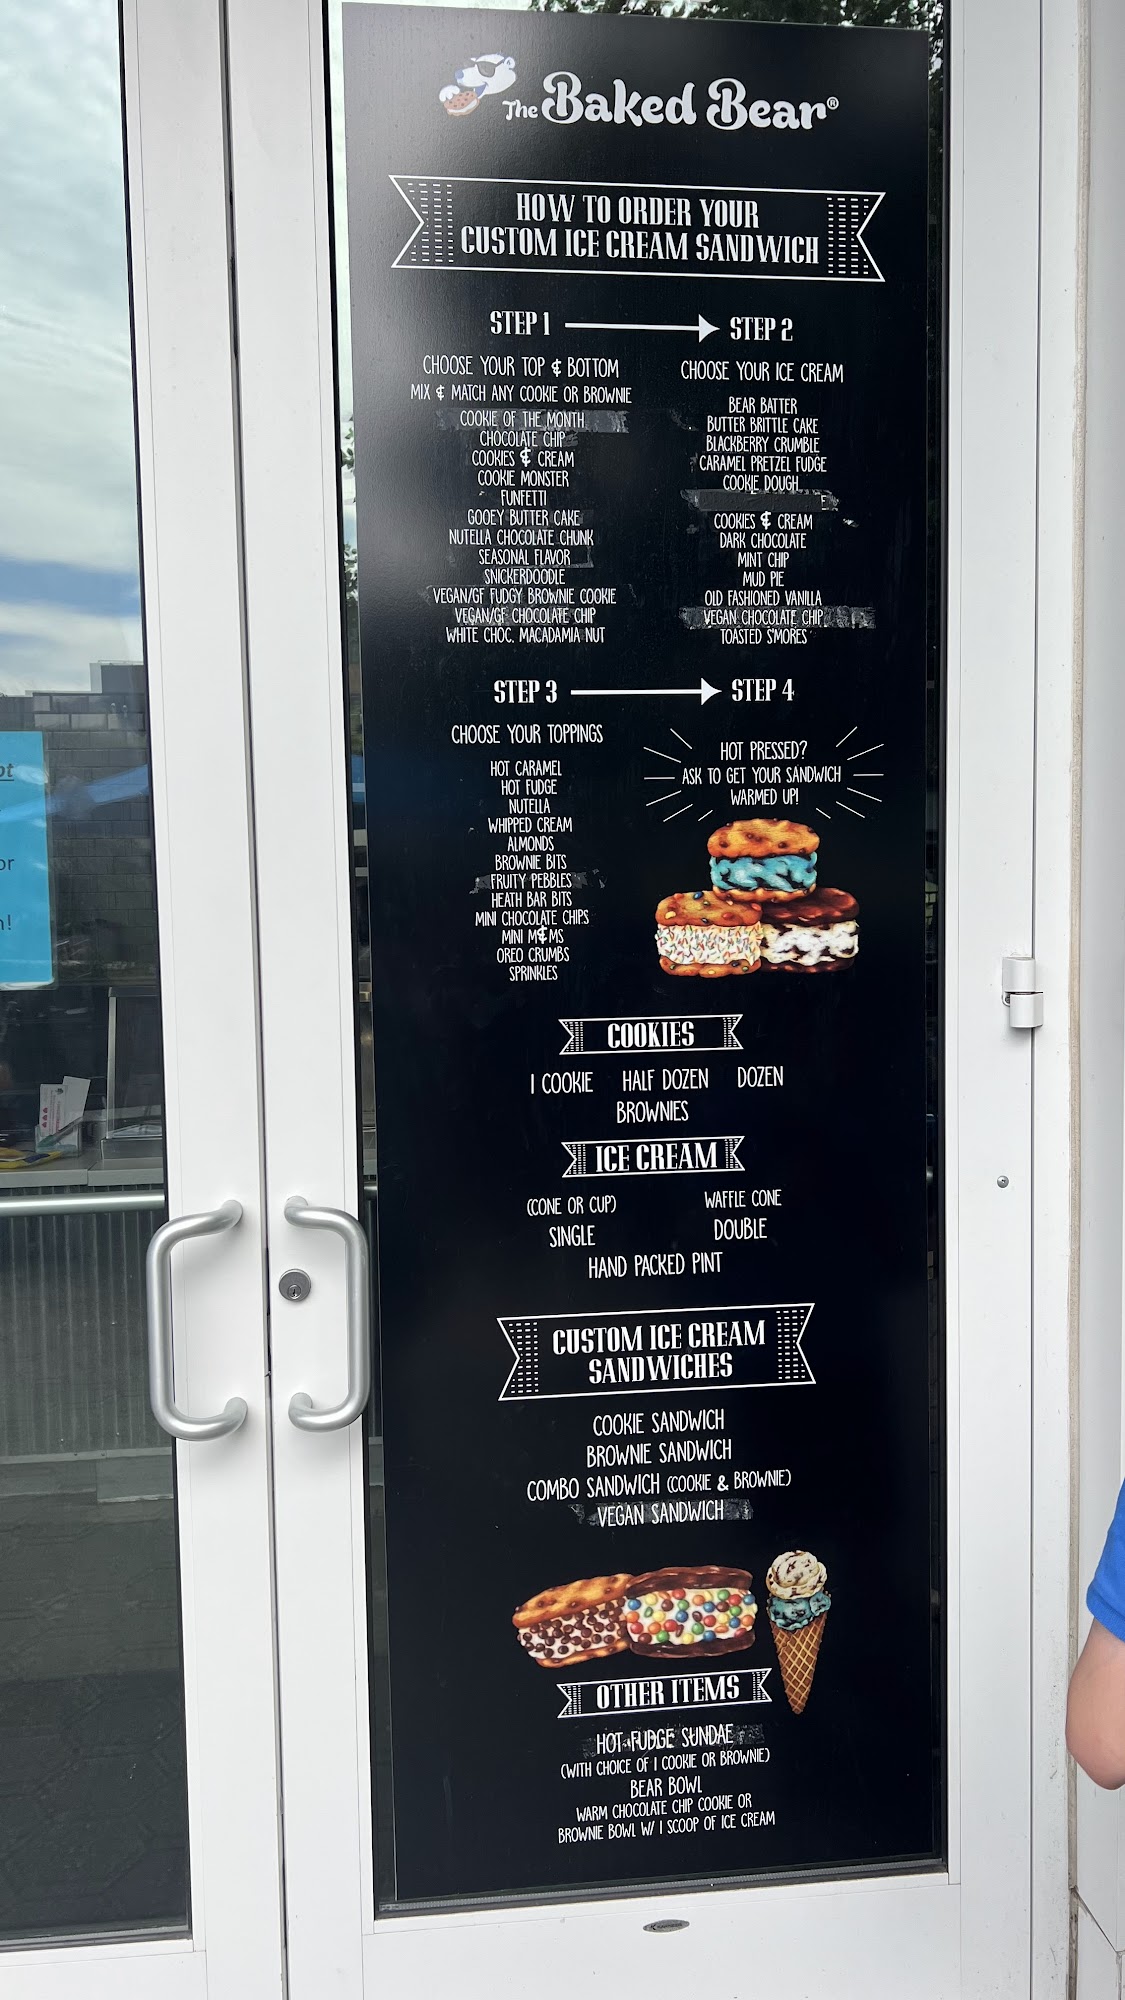 The Baked Bear®
HOW TO ORDER YOUR
CUSTOM ICE CREAM SANDWICH
STEP 1
CHOOSE YOUR TOP & BOTTOM
MIX & MATCH ANY COOKIE OR BROWNIE
COOKIE OF THE MONTH
CHOCOLATE CHIP
COOKIES & CREAM
COOKIE MONSTER
FUNFETTI
GOOEY BUTTER CAKE
NUTELLA CHOCOLATE CHUNK
SEASONAL FLAVOR
SNICKERDOODLE
VEGAN/GF FUDGY BROWNIE COOKIE
VEGAN/GF CHOCOLATE CHIP
WHITE CHOC. MACADAMIA NUT
STEP 2
CHOOSE YOUR ICE CREAM
BEAR BATTER
BUTTER BRITTLE CAKE
BLACKBERRY CRUMBLE
CARAMEL PRETZEL FUDGE
COOKIE DOUGH
COOKIES & CREAM
DARK CHOCOLATE
MINT CHIP
MUD PIE
OLD FASHIONED VANILLA
VEGAN CHOCOLATE CHIP
TOASTED S'MORES
STEP 3
CHOOSE YOUR TOPPINGS
HOT CARAMEL
HOT FUDGE
NUTELLA
WHIPPED CREAM
ALMONDS
BROWNIE BITS
FRUITY PEBBLES
HEATH BAR BITS
MINI CHOCOLATE CHIPS
MINI M&MS
OREO CRUMBS
SPRINKLES
STEP 4
HOT PRESSED?
ASK TO GET YOUR SANDWICH
WARMED UP!
COOKIES
1 COOKIE HALF DOZEN DOZEN
BROWNIES
ICE CREAM
(CONE OR CUP) WAFFLE CONE
SINGLE DOUBLE
HAND PACKED PINT
CUSTOM ICE CREAM
SANDWICHES
COOKIE SANDWICH
BROWNIE SANDWICH
COMBO SANDWICH (COOKIE & BROWNIE)
VEGAN SANDWICH
OTHER ITEMS
HOT FUDGE SUNDAE
(WITH CHOICE OF 1 COOKIE OR BROWNIE)
BEAR BOWL
WARM CHOCOLATE CHIP COOKIE OR
BROWNIE BOWL W/ 1 SCOOP OF ICE CREAM